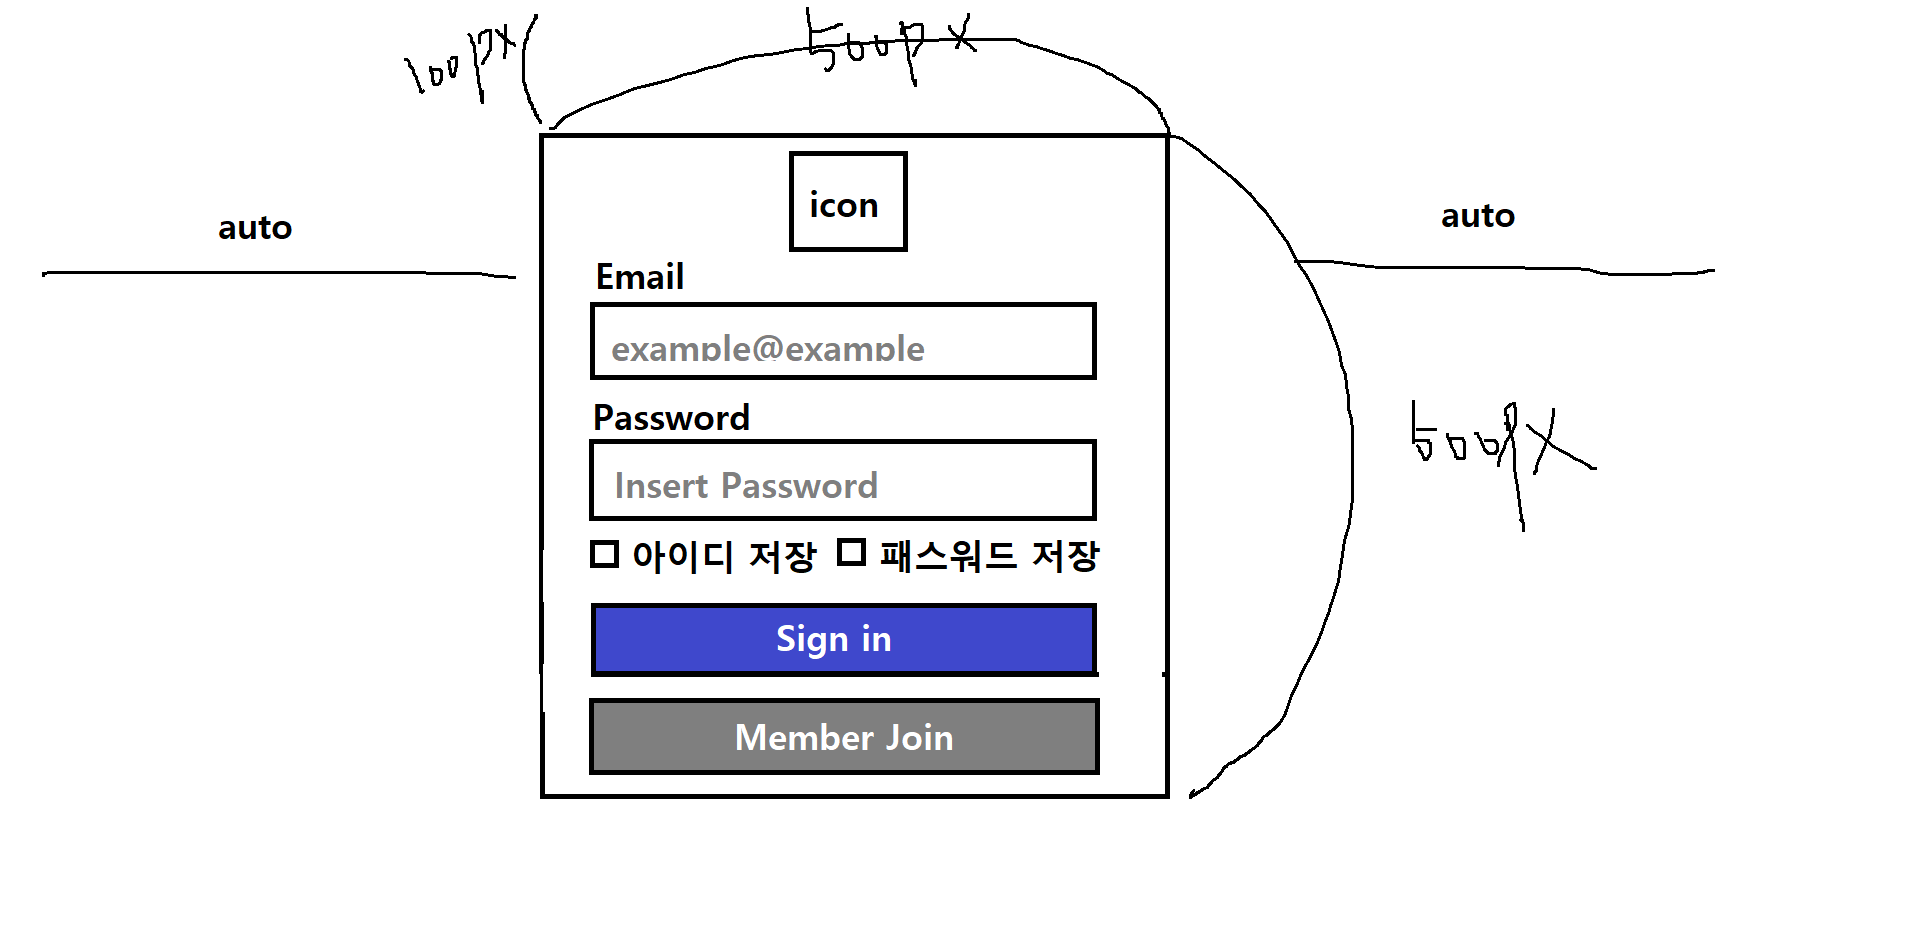 100px
500px
auto
auto
icon
Email
example@example
500px
Password
Insert Password
아이디 저장 패스워드 저장
Sign in
Member Join